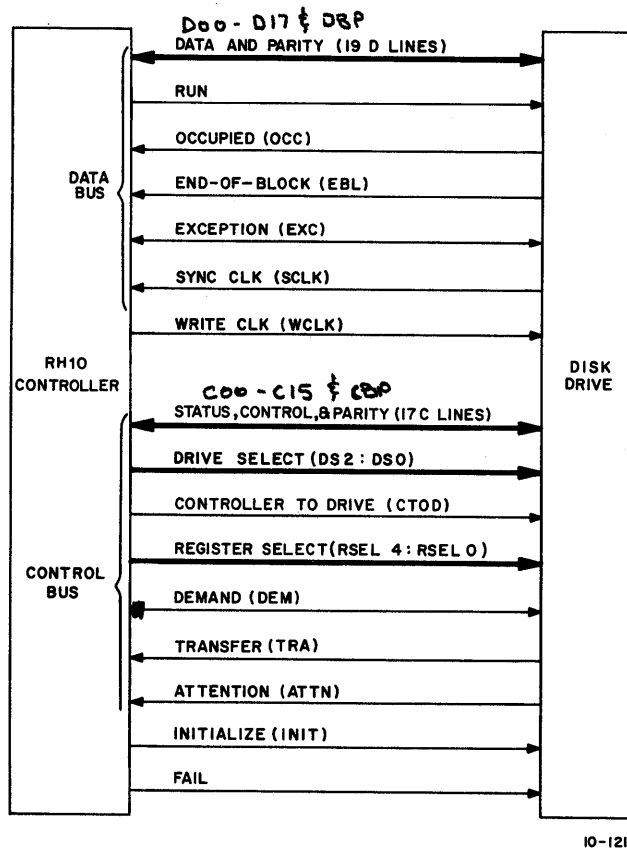 D00 - D17 & DBP
DATA AND PARITY (19 D LINES)
RUN
OCCUPIED (OCC)
DATA
BUS
END-OF-BLOCK (EBL)
EXCEPTION (EXC)
SYNC CLK (SCLK)
WRITE CLK (WCLK)
RH10
CONTROLLER
DISK
DRIVE
C00 - C15 & CBP
STATUS, CONTROL, & PARITY (17 C LINES)
DRIVE SELECT (DS2 : DS0)
CONTROLLER TO DRIVE (CTOD)
REGISTER SELECT (RSEL 4 : RSEL 0)
CONTROL
BUS
DEMAND (DEM)
TRANSFER (TRA)
ATTENTION (ATTN)
INITIALIZE (INIT)
FAIL
10-121